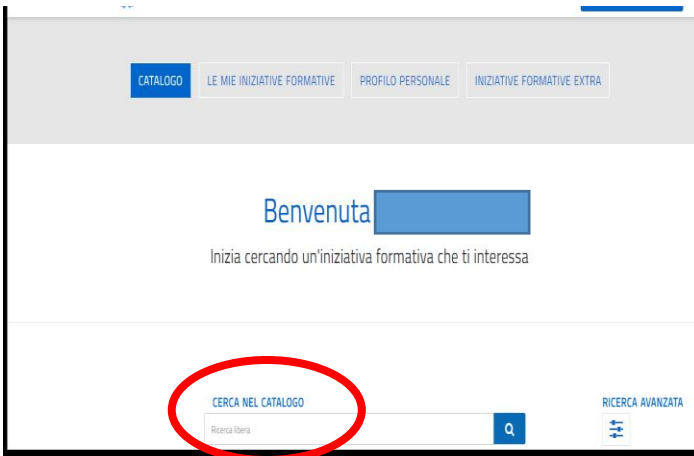 CATALOGO LE MIE INIZIATIVE FORMATIVE PROFILO PERSONALE INIZIATIVE FORMATIVE EXTRA
Benvenuta
Inizia cercando un'iniziativa formativa che ti interessa
CERCA NEL CATALOGO RICERCA AVANZATA
Ricerca libera